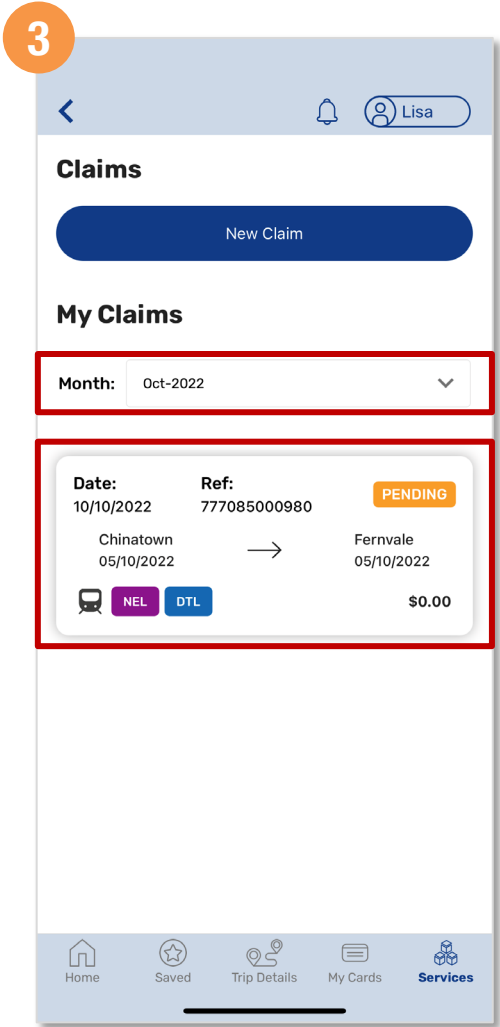 3
Lisa
Claims
New Claim
My Claims
Month: Oct-2022
Date: Ref:
10/10/2022 777085000980 PENDING
Chinatown Fernvale
05/10/2022 05/10/2022
NEL DTL $0.00
Home Saved Trip Details My Cards Services